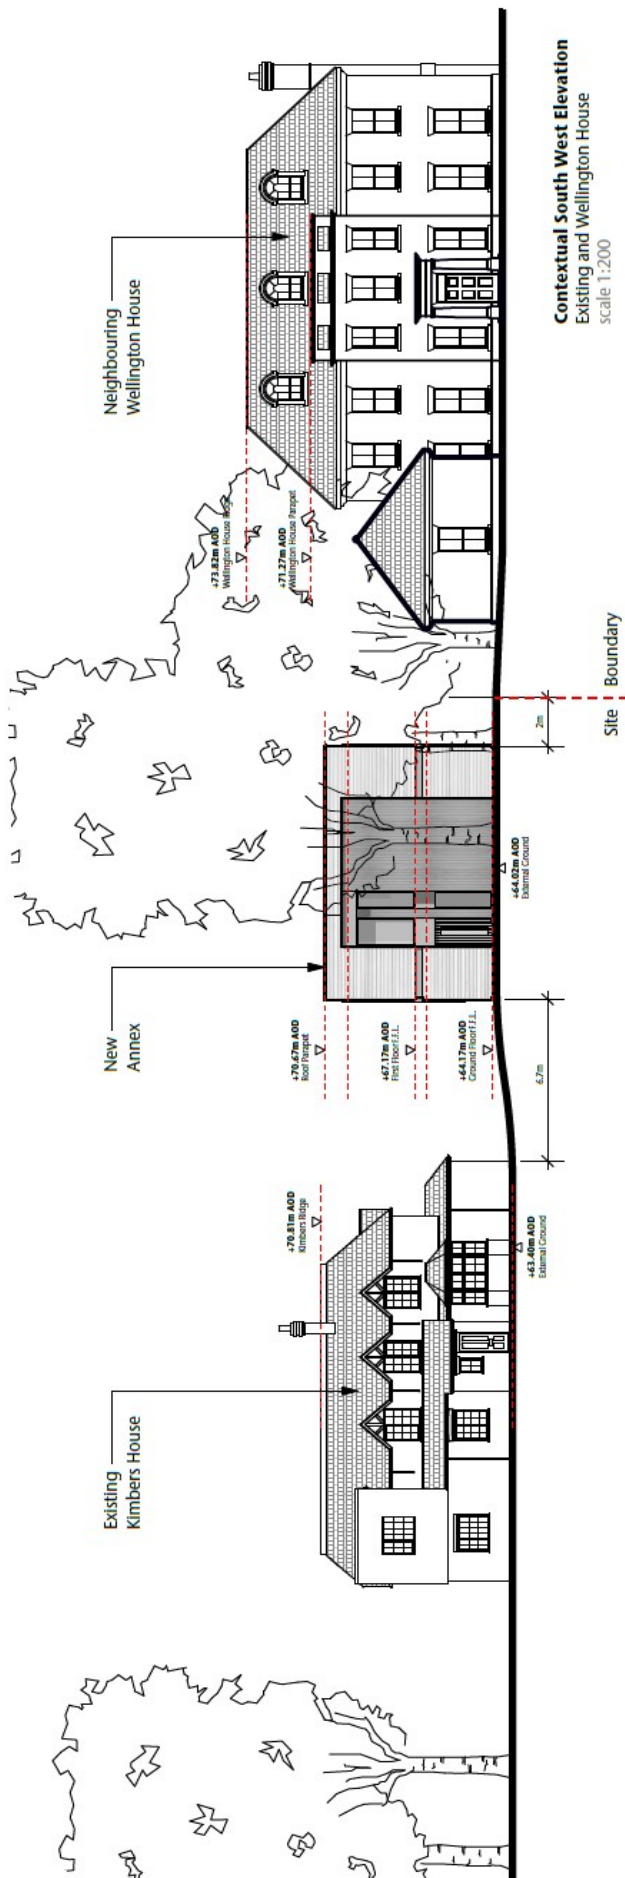 Existing
Kimbers House
+70.81m AOD
Kimbers Ridge
+63.40m AOD
External Ground
6.7m
New
Annex
+70.67m AOD
Roof Parapet
+67.17m AOD
First Floor F.F.L.
+64.17m AOD
Ground Floor F.F.L.
+64.02m AOD
External Ground
2m
Site Boundary
+73.82m AOD
Wellington House Ridge
+71.27m AOD
Wellington House Parapet
Neighbouring
Wellington House
Contextual South West Elevation
Existing and Wellington House
scale 1:200